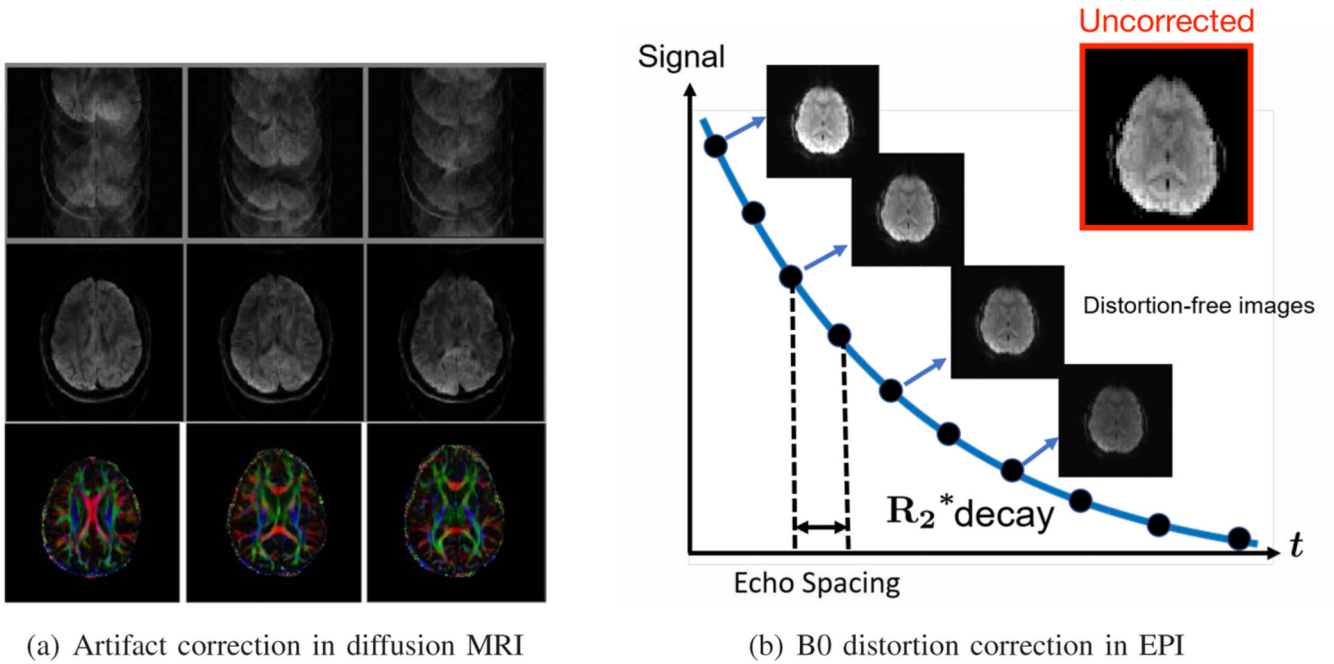 Uncorrected
Signal
Distortion-free images
R₂* decay
t
Echo Spacing
(a) Artifact correction in diffusion MRI
(b) B0 distortion correction in EPI